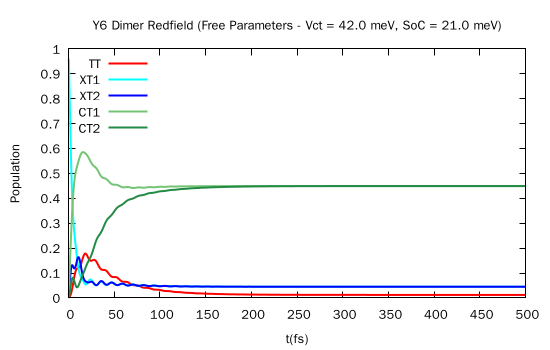 Y6 Dimer Redfield (Free Parameters - Vct = 42.0 meV, SoC = 21.0 meV)
1
0.9
0.8
0.7
0.6
0.5
0.4
0.3
0.2
0.1
0
Population
TT
XT1
XT2
CT1
CT2
0 50 100 150 200 250 300 350 400 450 500
t(fs)